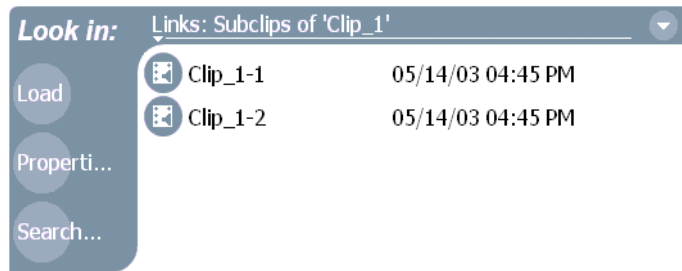 Look in: Links: Subclips of 'Clip_1'
Load
Clip_1-1 05/14/03 04:45 PM
Clip_1-2 05/14/03 04:45 PM
Properti...
Search...